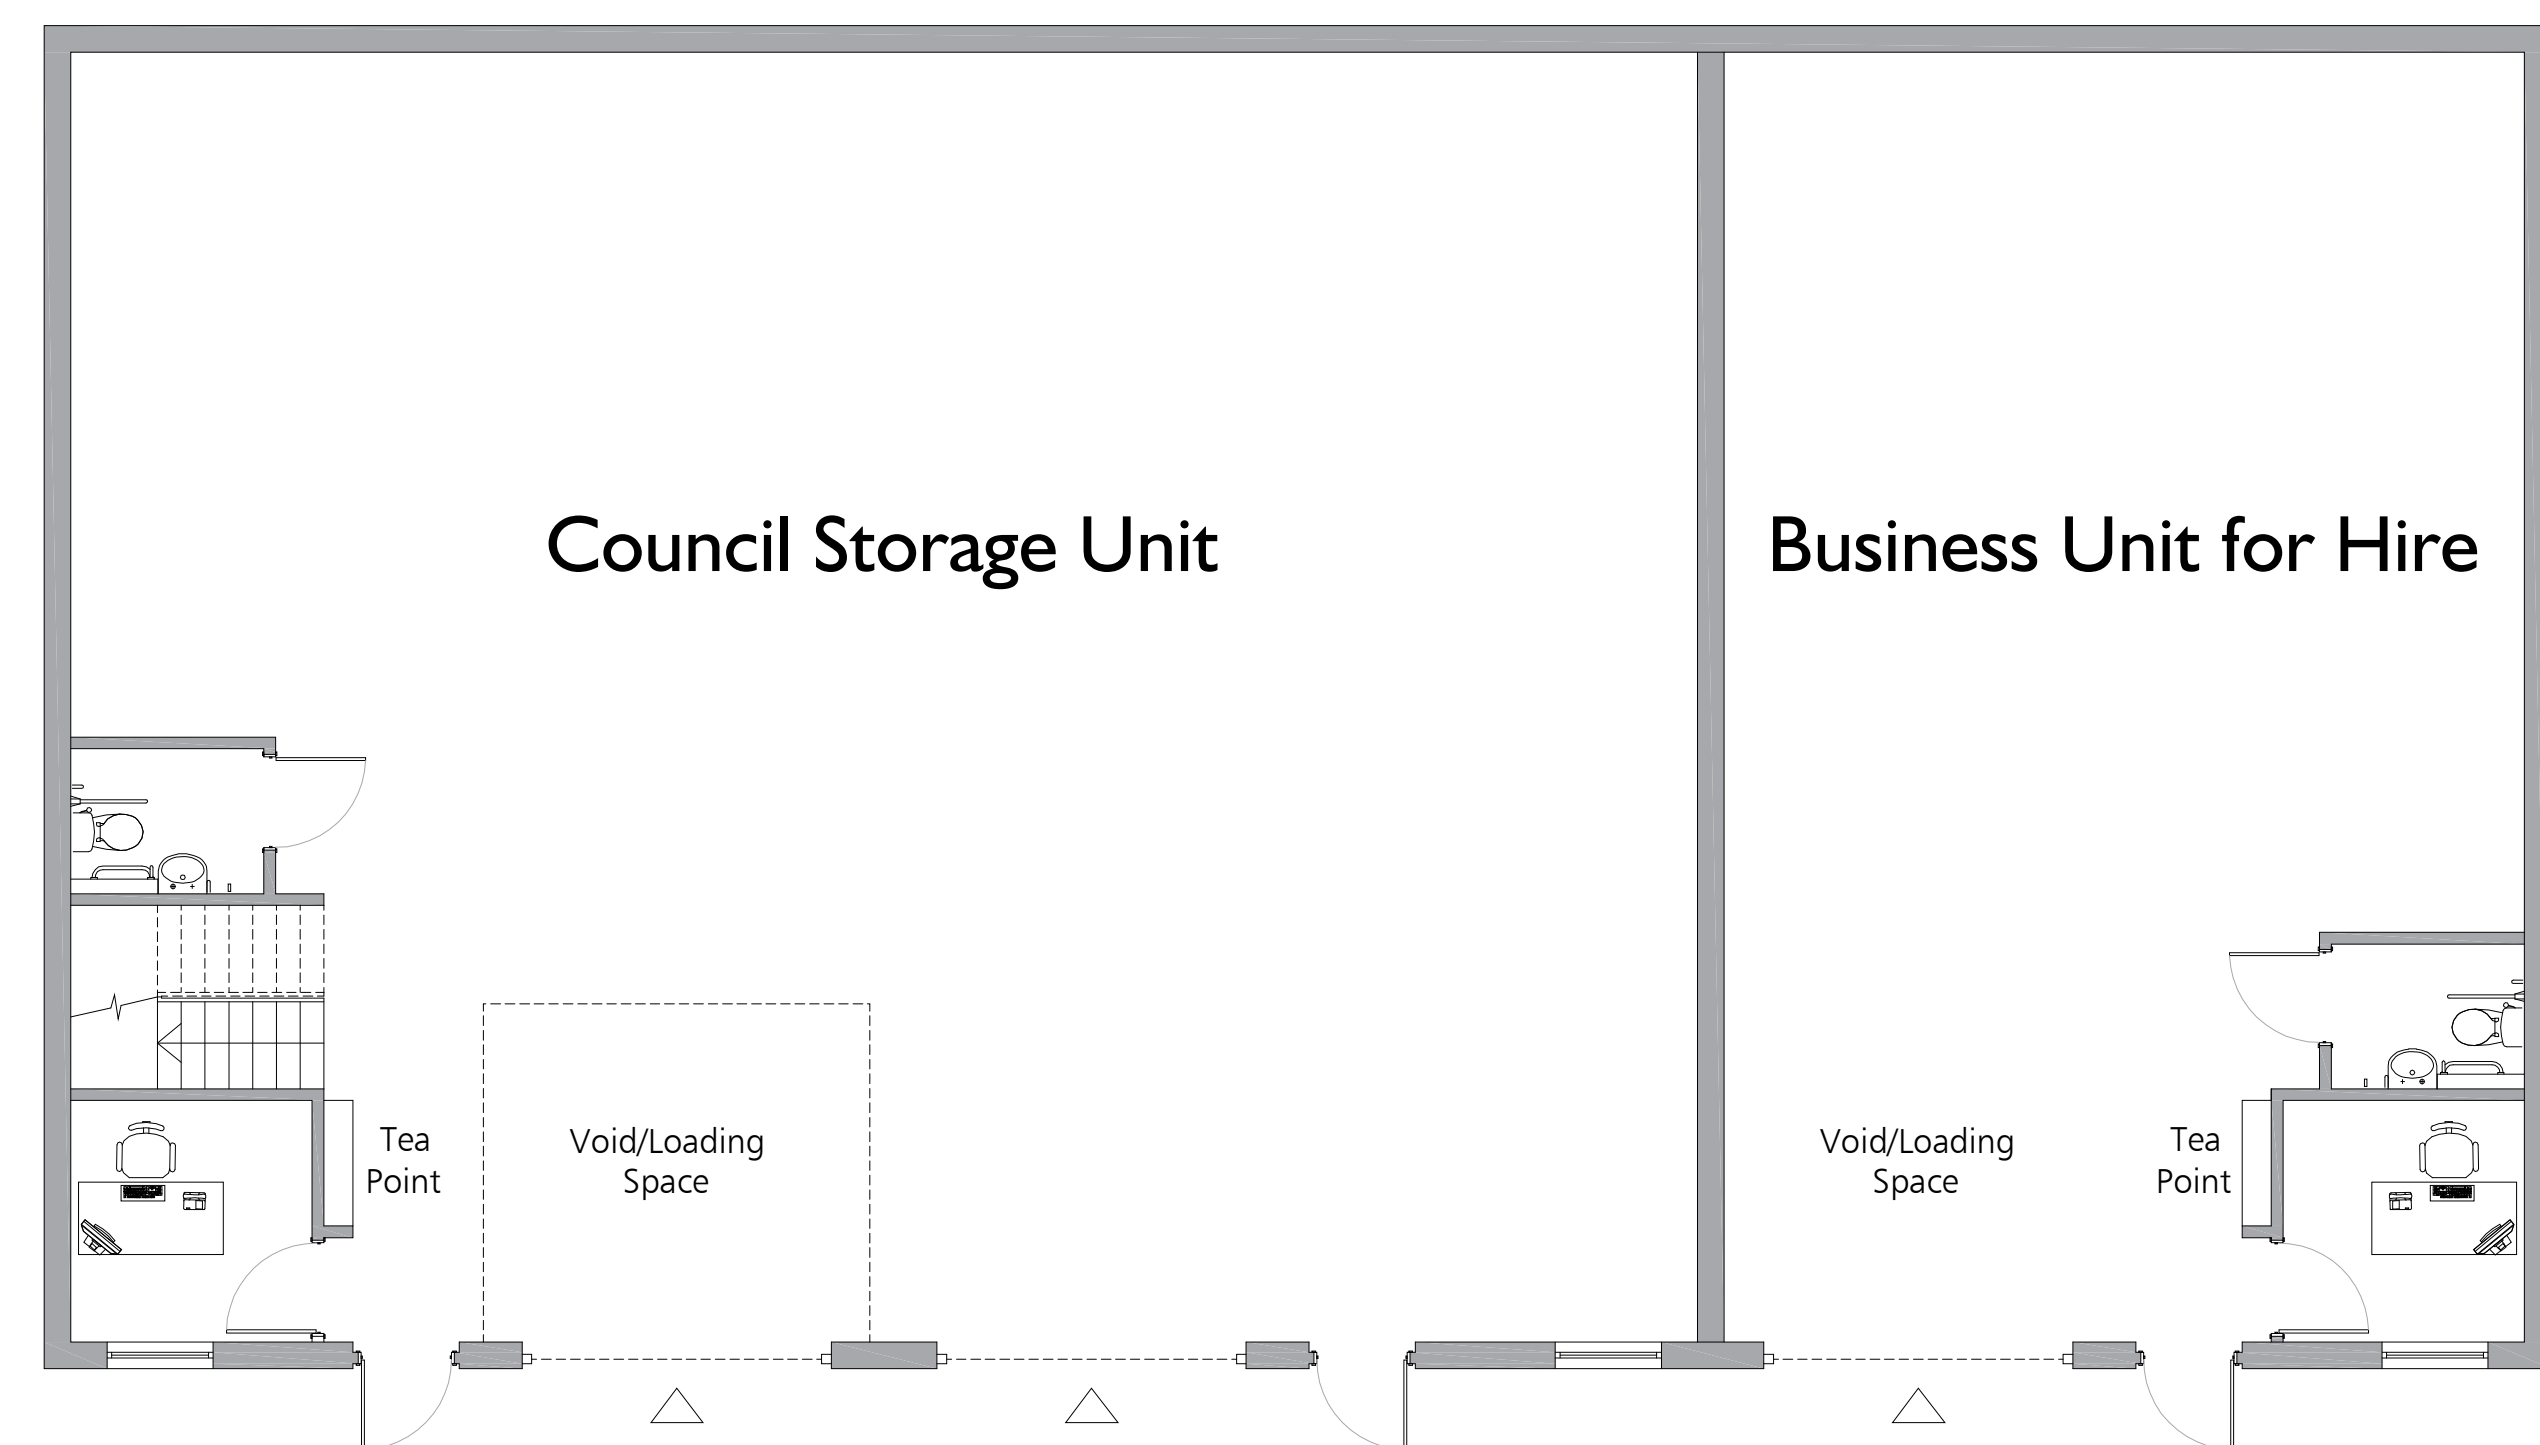 Council Storage Unit
Business Unit for Hire
Tea
Point
Void/Loading
Space
Void/Loading
Space
Tea
Point